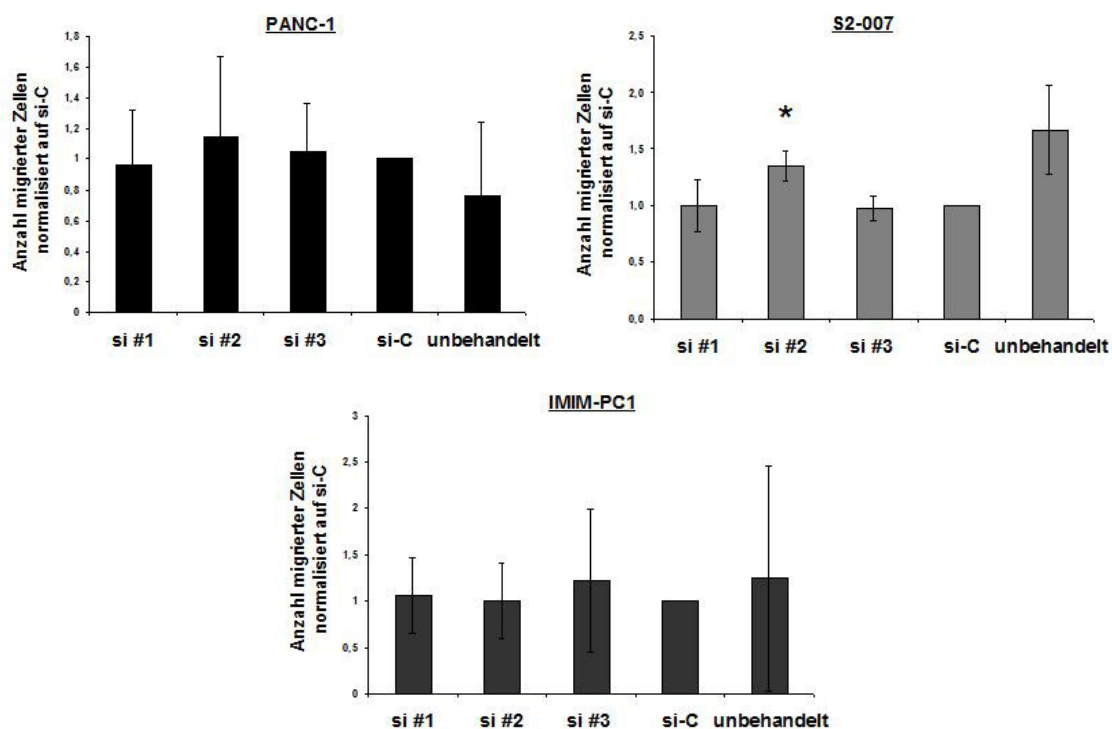 PANC-1
Anzahl migrierter Zellen
normalisiert auf si-C
1,8
1,6
1,4
1,2
1
0,8
0,6
0,4
0,2
0
si #1 si #2 si #3 si-C unbehandelt
S2-007
Anzahl migrierter Zellen
normalisiert auf si-C
2,5
2,0
1,5
1,0
0,5
0,0
*
si #1 si #2 si #3 si-C unbehandelt
IMIM-PC1
Anzahl migrierter Zellen
normalisiert auf si-C
3
2,5
2
1,5
1
0,5
0
si #1 si #2 si #3 si-C unbehandelt